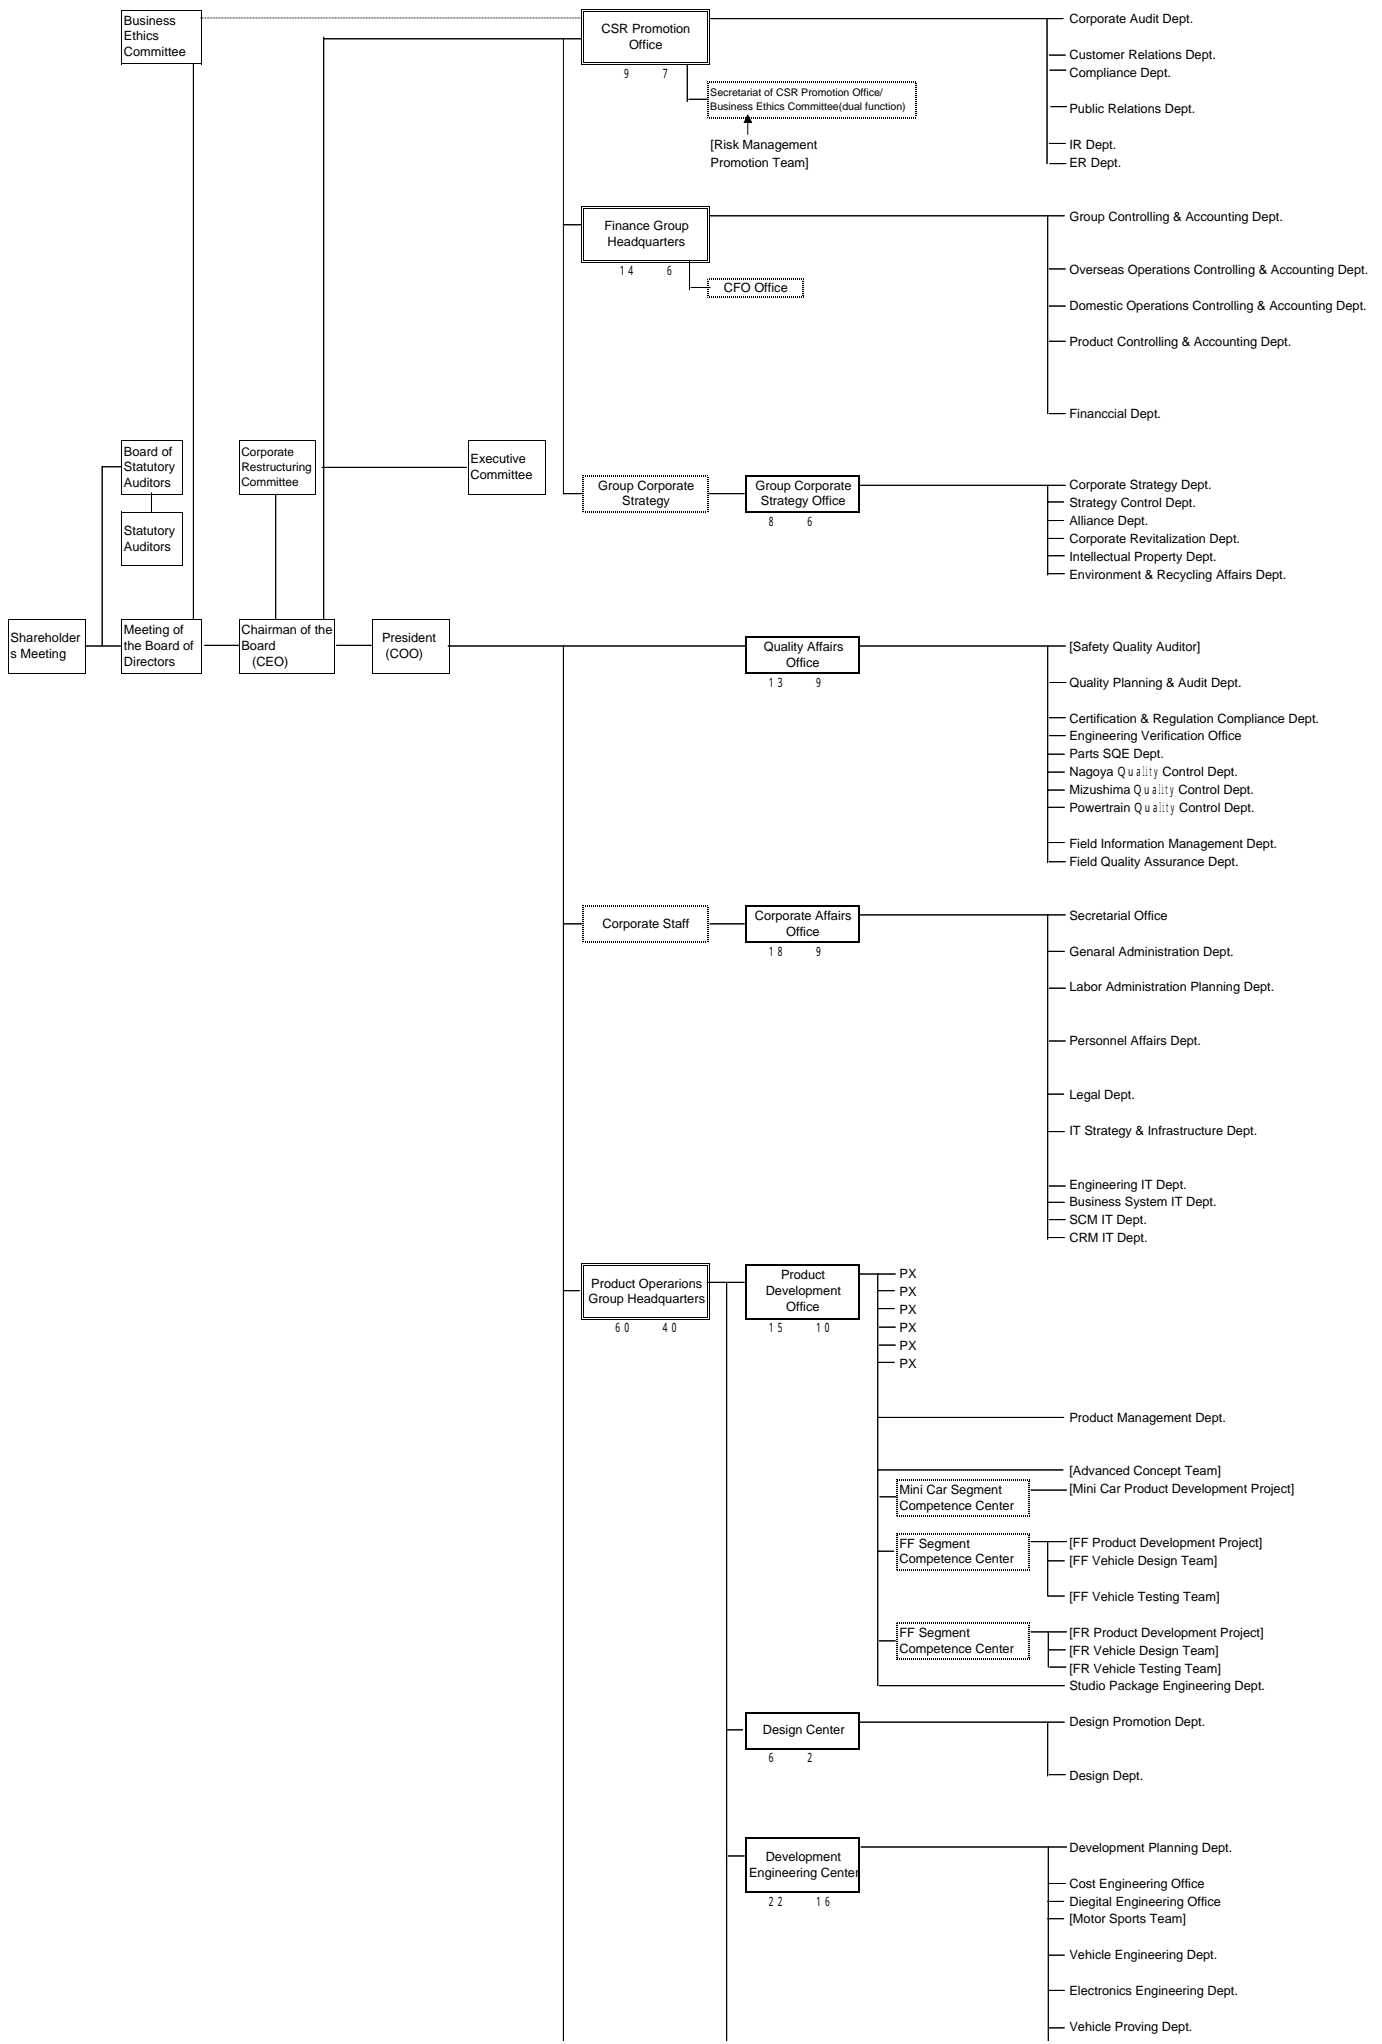 Business
Ethics
Committee
CSR Promotion
Office
9 7
Secretariat of CSR Promotion Office/
Business Ethics Committee(dual function)
[Risk Management
Promotion Team]
Corporate Audit Dept.
Customer Relations Dept.
Compliance Dept.
Public Relations Dept.
IR Dept.
ER Dept.
Finance Group
Headquarters
14 6
CFO Office
Group Controlling & Accounting Dept.
Overseas Operations Controlling & Accounting Dept.
Domestic Operations Controlling & Accounting Dept.
Product Controlling & Accounting Dept.
Financcial Dept.
Board of
Statutory
Auditors
Statutory
Auditors
Corporate
Restructuring
Committee
Executive
Committee
Group Corporate
Strategy
Group Corporate
Strategy Office
8 6
Corporate Strategy Dept.
Strategy Control Dept.
Alliance Dept.
Corporate Revitalization Dept.
Intellectual Property Dept.
Environment & Recycling Affairs Dept.
Shareholder
s Meeting
Meeting of
the Board of
Directors
Chairman of the
Board
(CEO)
President
(COO)
Quality Affairs
Office
13 9
[Safety Quality Auditor]
Quality Planning & Audit Dept.
Certification & Regulation Compliance Dept.
Engineering Verification Office
Parts SQE Dept.
Nagoya Quality Control Dept.
Mizushima Quality Control Dept.
Powertrain Quality Control Dept.
Field Information Management Dept.
Field Quality Assurance Dept.
Corporate Staff
Corporate Affairs
Office
18 9
Secretarial Office
Genaral Administration Dept.
Labor Administration Planning Dept.
Personnel Affairs Dept.
Legal Dept.
IT Strategy & Infrastructure Dept.
Engineering IT Dept.
Business System IT Dept.
SCM IT Dept.
CRM IT Dept.
Product Operarions
Group Headquarters
60 40
Product
Development
Office
15 10
PX
PX
PX
PX
PX
PX
Product Management Dept.
[Advanced Concept Team]
Mini Car Segment
Competence Center
[Mini Car Product Development Project]
FF Segment
Competence Center
[FF Product Development Project]
[FF Vehicle Design Team]
[FF Vehicle Testing Team]
FF Segment
Competence Center
[FR Product Development Project]
[FR Vehicle Design Team]
[FR Vehicle Testing Team]
Studio Package Engineering Dept.
Design Center
6 2
Design Promotion Dept.
Design Dept.
Development
Engineering Center
22 16
Development Planning Dept.
Cost Engineering Office
Diegital Engineering Office
[Motor Sports Team]
Vehicle Engineering Dept.
Electronics Engineering Dept.
Vehicle Proving Dept.